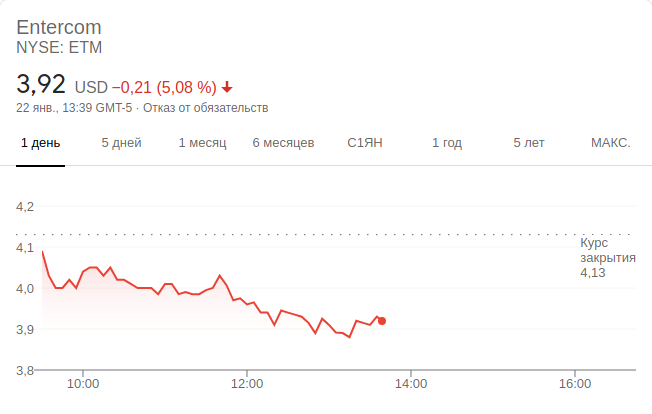 Entercom
NYSE: ETM
3,92 USD −0,21 (5,08 %)
22 янв., 13:39 GMT-5 · Отказ от обязательств
1 день 5 дней 1 месяц 6 месяцев С1ЯН 1 год 5 лет МАКС.
4,2
4,1
4,0
3,9
3,8
Курс
закрытия
4,13
10:00 12:00 14:00 16:00